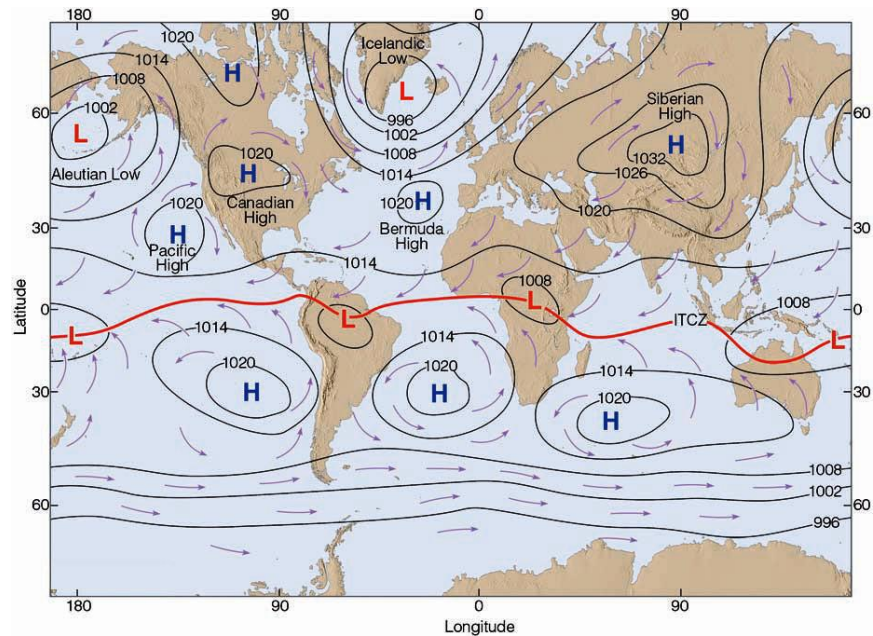 180
90
0
90
1020
1014
1008
1002
Icelandic
Low
H
L
996
1002
1008
1014
Siberian
High
H
1032
1026
1020
60
60
L
Aleutian Low
1020
H
Canadian
High
1020
H
Bermuda
High
1020
H
Pacific
High
30
30
1014
1008
L
ITCZ
1008
Latitude
0
0
L
L
L
1014
1020
H
1014
1020
H
1014
1020
H
30
30
1008
1002
996
60
60
180
90
0
90
Longitude